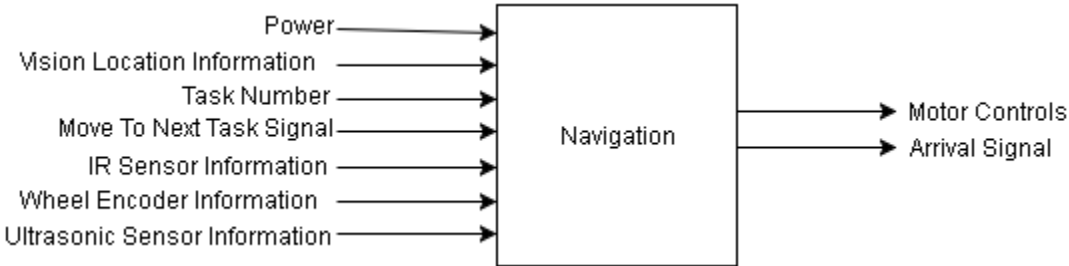 Power
Vision Location Information
Task Number
Move To Next Task Signal
IR Sensor Information
Wheel Encoder Information
Ultrasonic Sensor Information
Navigation
Motor Controls
Arrival Signal